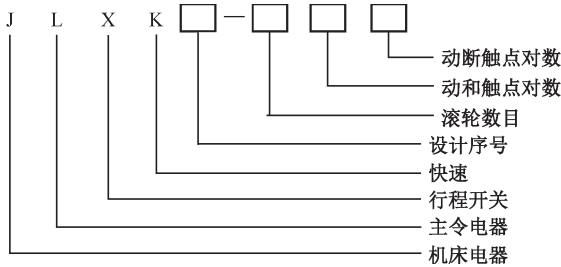 J L X K □ — □ □ □
动断触点对数
动和触点对数
滚轮数目
设计序号
快速
行程开关
主令电器
机床电器